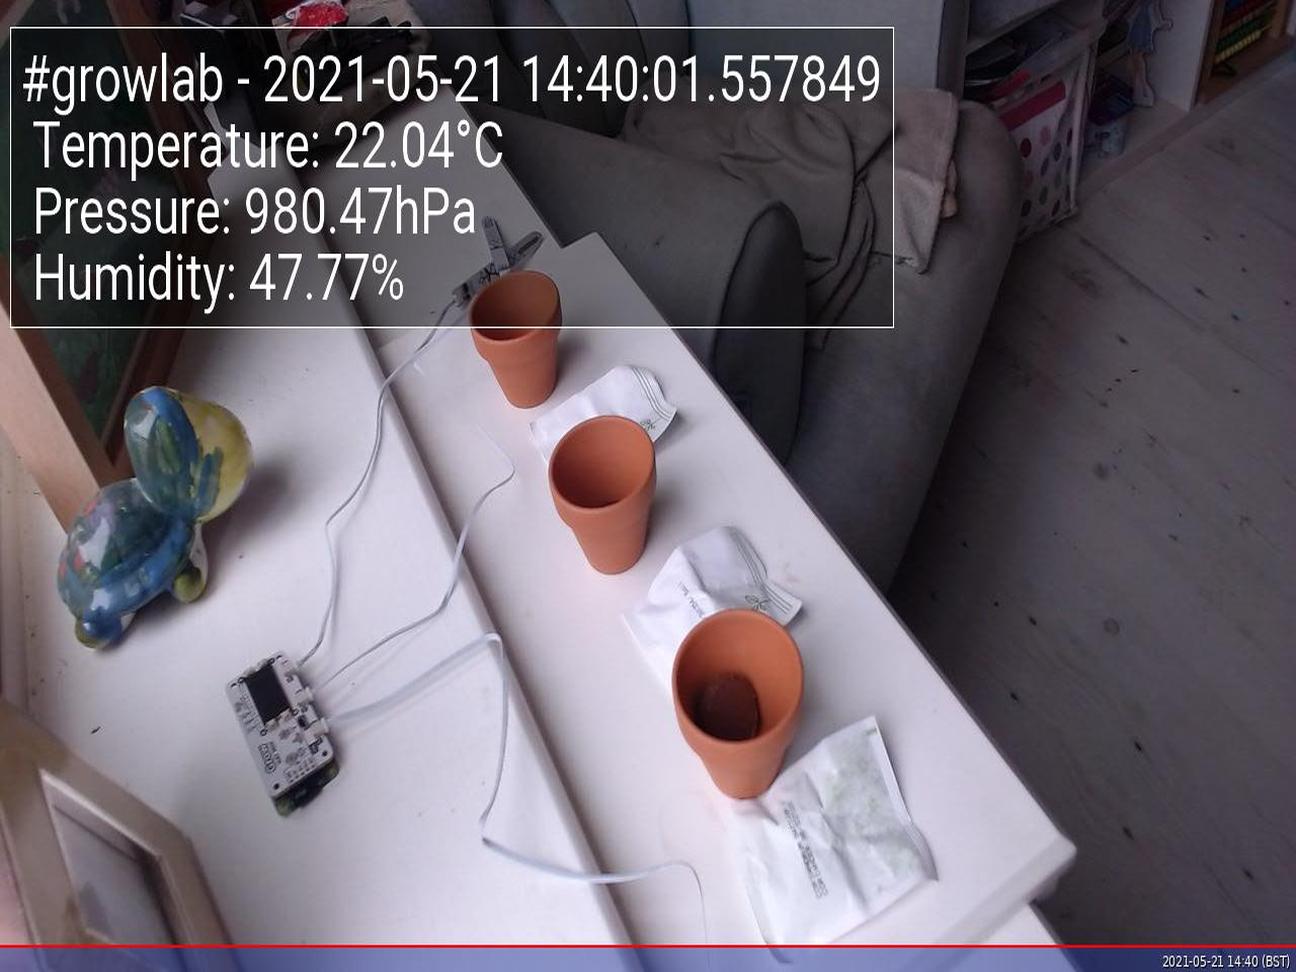 #growlab - 2021-05-21 14:40:01.557849
Temperature: 22.04°C
Pressure: 980.47hPa
Humidity: 47.77%
2021-05-21 14:40 (BST)